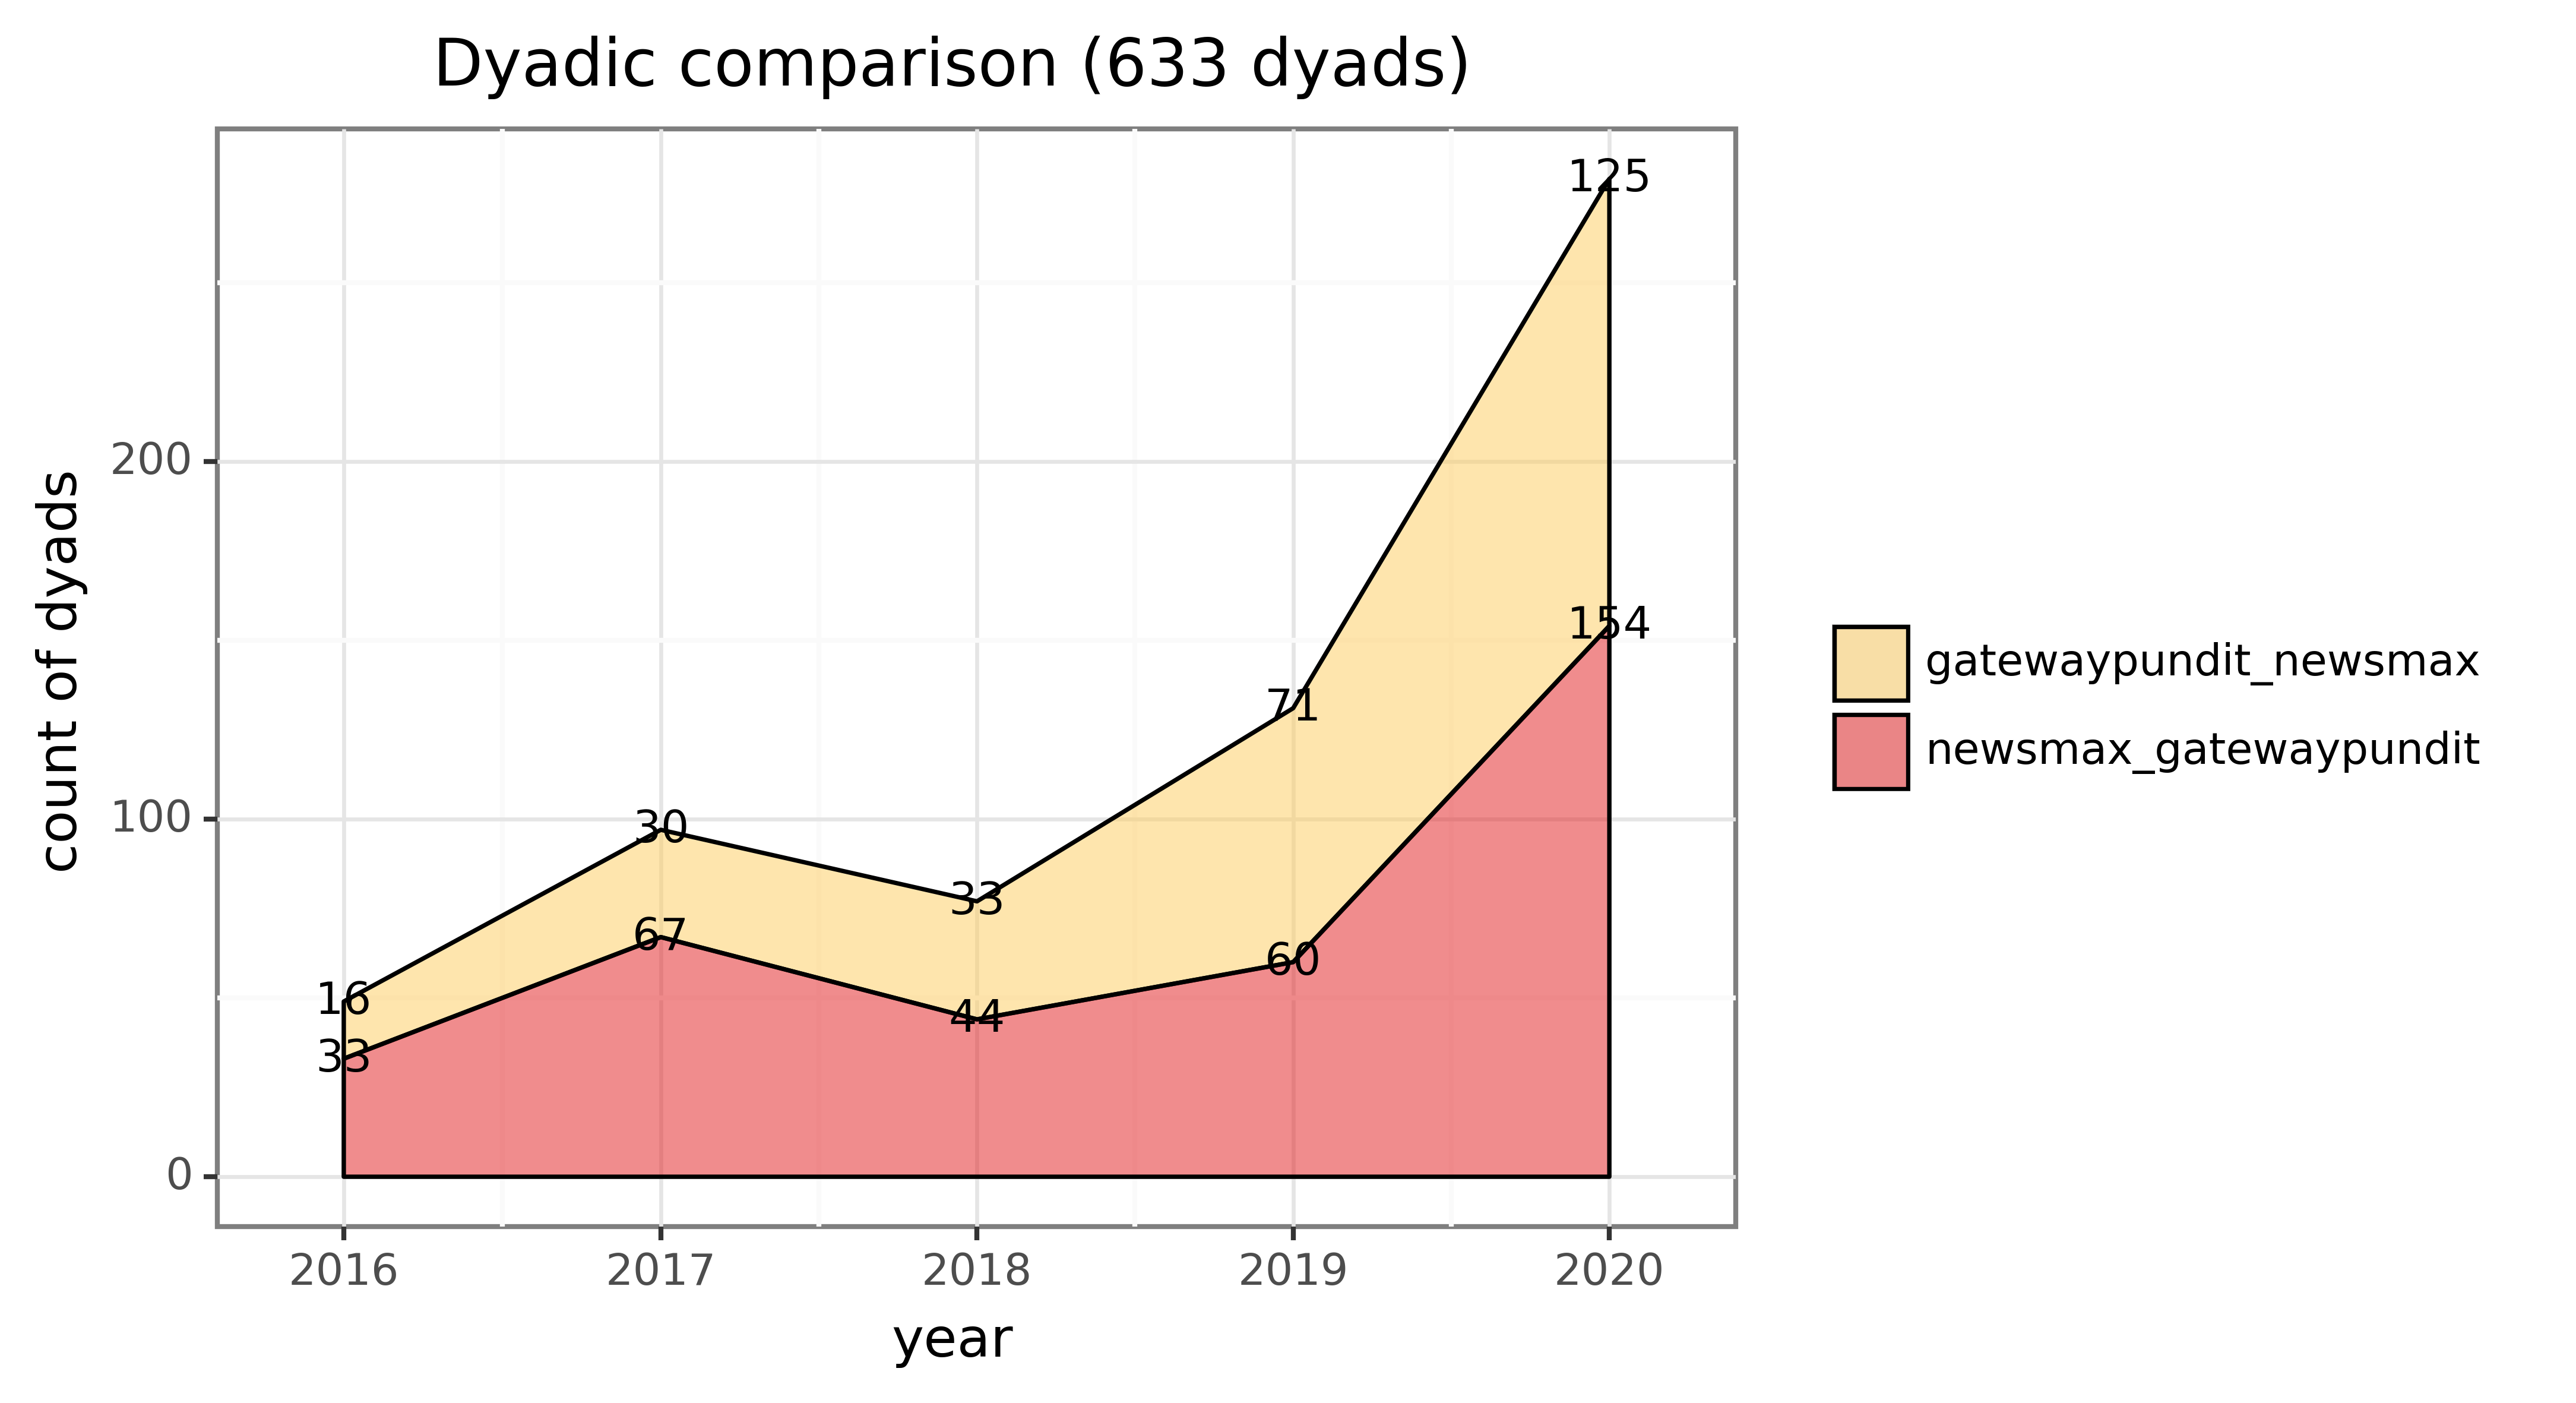 Dyadic comparison (633 dyads)
125
200
154
71
100
30
33
67
60
16
44
33
0
2016 2017 2018 2019 2020
year
count of dyads
gatewaypundit_newsmax
newsmax_gatewaypundit